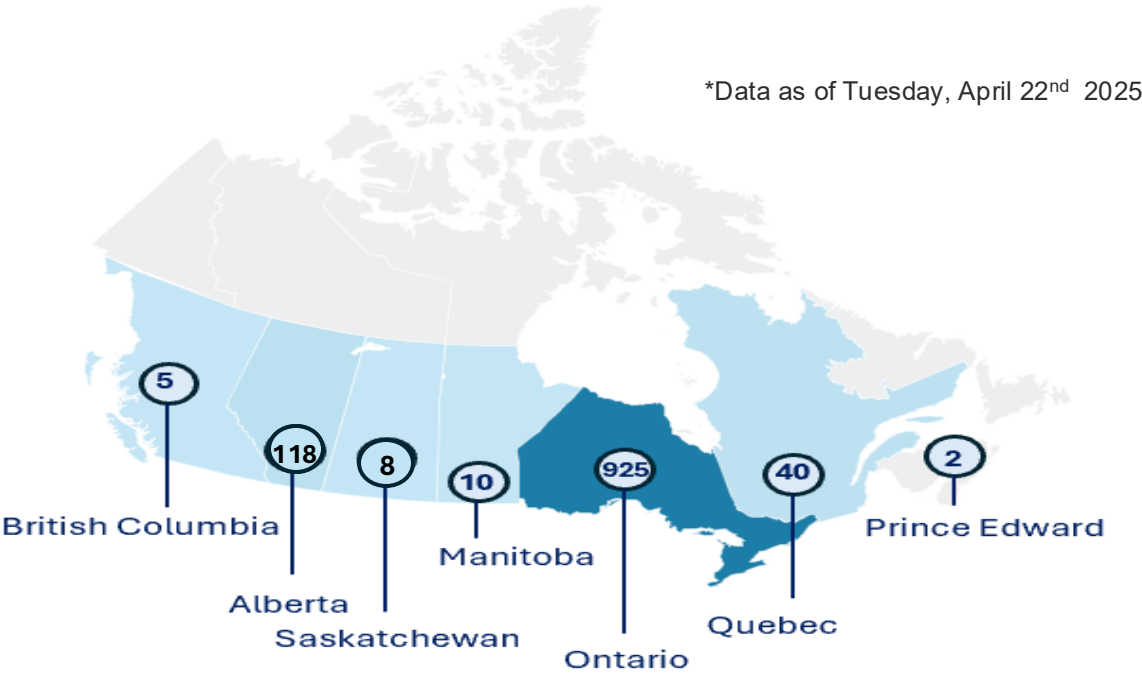 *Data as of Tuesday, April 22nd 2025
5
118
8
10
925
40
2
British Columbia
Prince Edward
Manitoba
Alberta
Quebec
Saskatchewan
Ontario